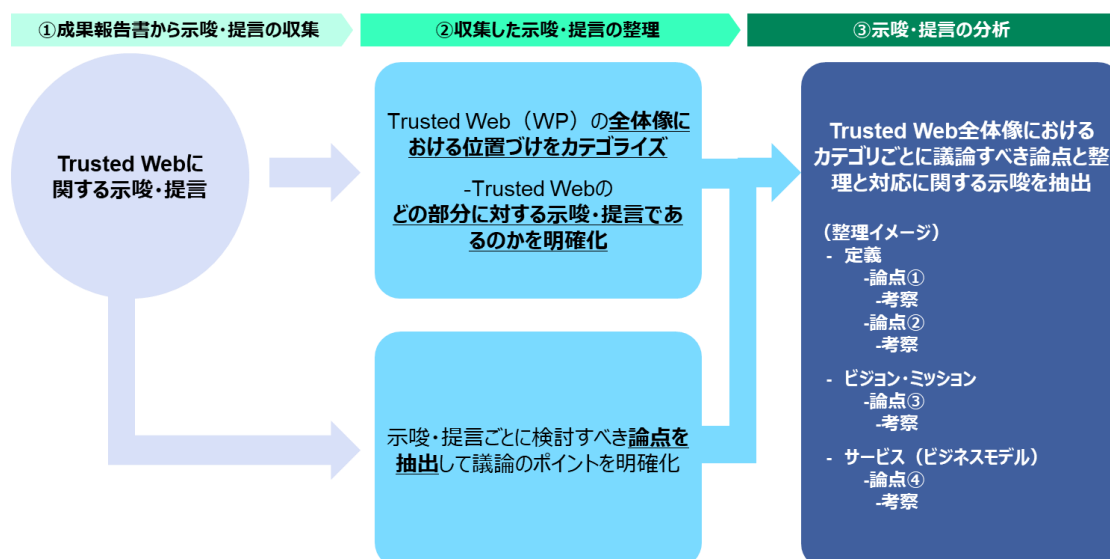 ①成果報告書から示唆・提言の収集
②収集した示唆・提言の整理
③示唆・提言の分析
Trusted Webに
関する示唆・提言
Trusted Web（WP）の全体像に
おける位置づけをカテゴライズ
-Trusted Webの
どの部分に対する示唆・提言であ
るのかを明確化
示唆・提言ごとに検討すべき論点を
抽出して議論のポイントを明確化
Trusted Web全体像における
カテゴリごとに議論すべき論点と整
理と対応に関する示唆を抽出
（整理イメージ）
- 定義
-論点①
-考察
-論点②
-考察
- ビジョン・ミッション
-論点③
-考察
- サービス（ビジネスモデル）
-論点④
-考察